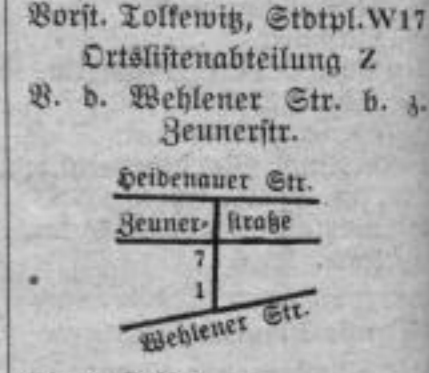 Vorst. Tolkewitz, Stdtpl. W17
Ortslistenabteilung Z
V. d. Wehlener Str. b. z.
Zeunerstr.
Heidenauer Str.
Zeuner- straße
7
1
Wehlener Str.